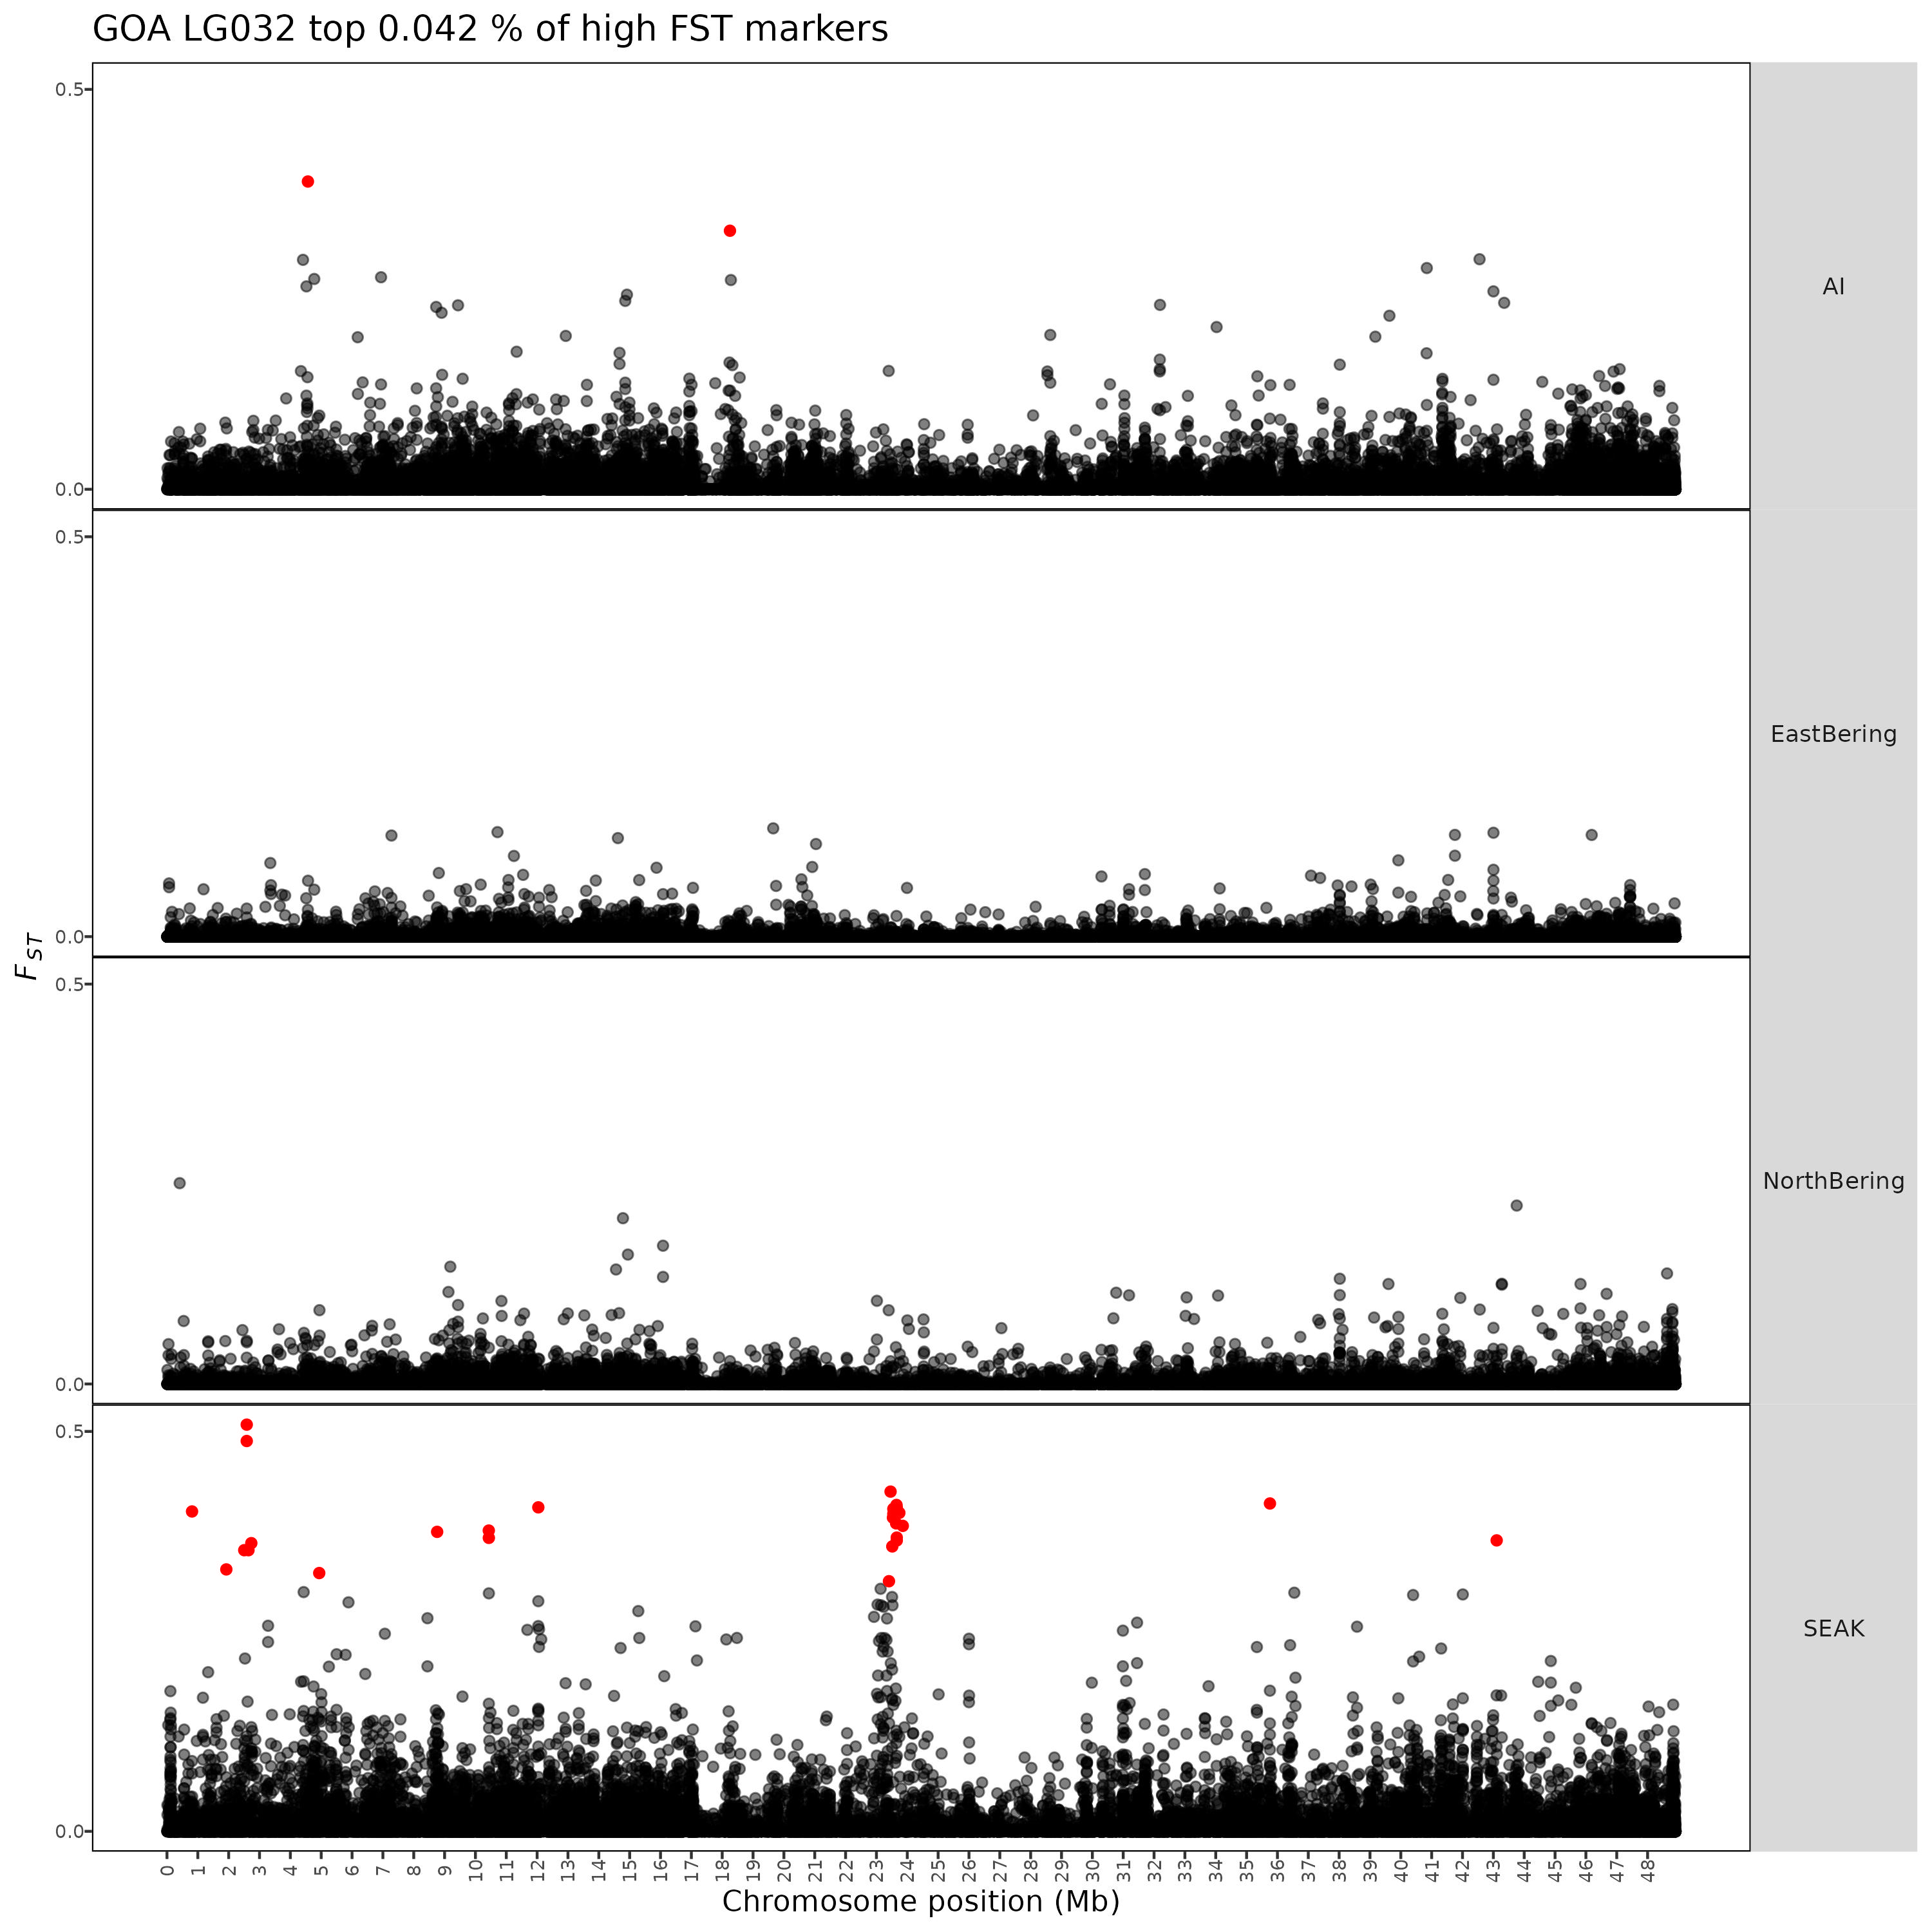 GOA LG032 top 0.042 % of high FST markers
0.5
0.0
AI
0.5
0.0
EastBering
0.5
0.0
NorthBering
0.5
0.0
SEAK
FST
0 1 2 3 4 5 6 7 8 9 10 11 12 13 14 15 16 17 18 19 20 21 22 23 24 25 26 27 28 29 30 31 32 33 34 35 36 37 38 39 40 41 42 43 44 45 46 47 48
Chromosome position (Mb)